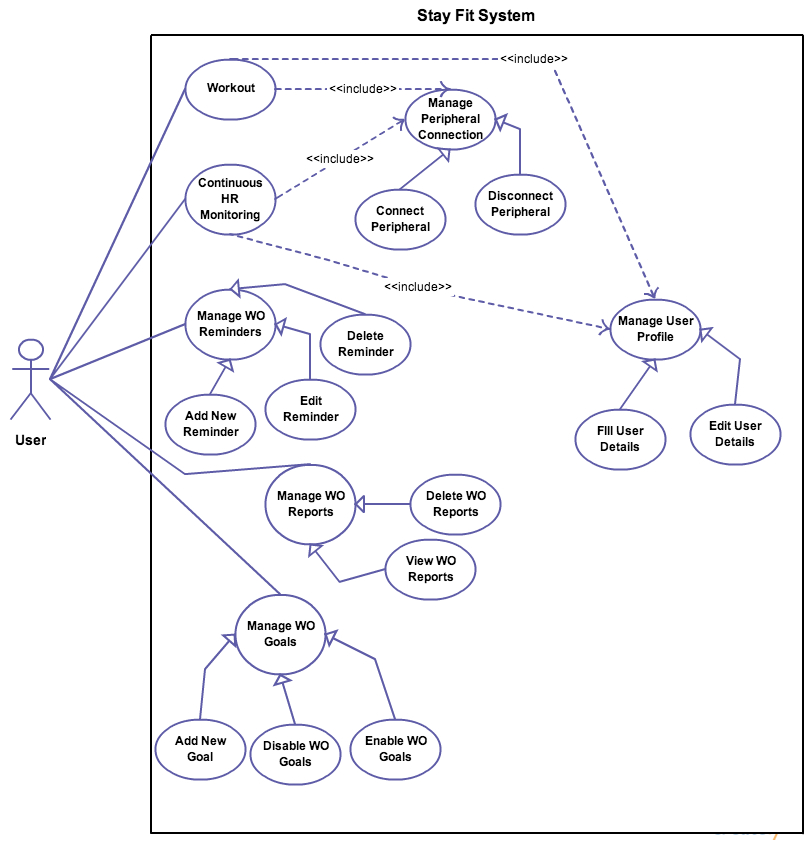 Stay Fit System
<<include>>
Workout
<<include>>
Manage
Peripheral
Connection
<<include>>
Continuous
HR
Monitoring
Disconnect
Peripheral
Connect
Peripheral
<<include>>
Manage WO
Reminders
Manage User
Profile
Delete
Reminder
Edit
Reminder
Add New
Reminder
User
FIll User
Details
Edit User
Details
Manage WO
Reports
Delete WO
Reports
View WO
Reports
Manage WO
Goals
Add New
Goal
Disable WO
Goals
Enable WO
Goals